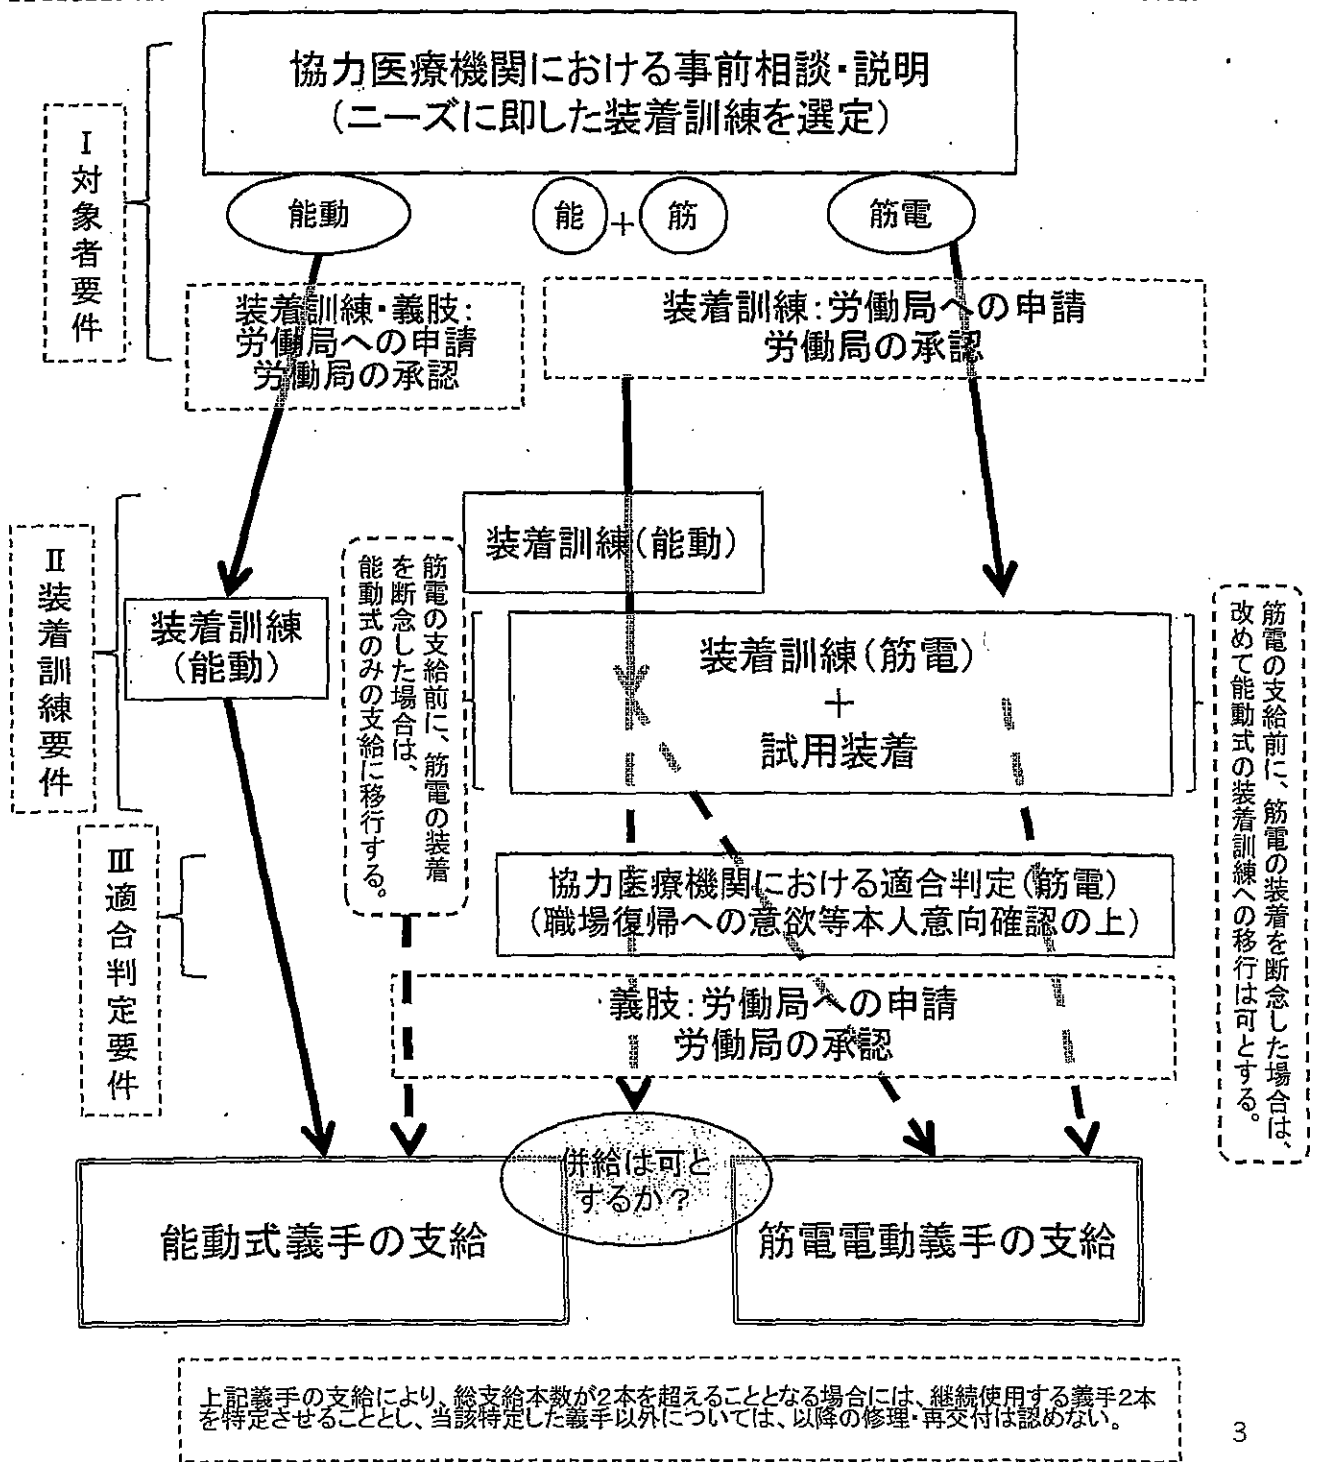 協力医療機関における事前相談・説明
(ニーズに即した装着訓練を選定)
Ⅰ対象者要件
能動
能
+
筋
筋電
装着訓練・義肢:
労働局への申請
労働局の承認
装着訓練:労働局への申請
労働局の承認
Ⅱ装着訓練要件
装着訓練
(能動)
筋電の支給前に、筋電の装着
を断念した場合は、
能動式のみの支給に移行する。
装着訓練(能動)
装着訓練(筋電)
+
試用装着
筋電の支給前に、筋電の装着を断念した場合は、
改めて能動式の装着訓練への移行は可とする。
Ⅲ適合判定要件
協力医療機関における適合判定(筋電)
(職場復帰への意欲等本人意向確認の上)
義肢:労働局への申請
労働局の承認
併給は可と
するか?
能動式義手の支給
筋電電動義手の支給
上記義手の支給により、総支給本数が2本を超えることとなる場合には、継続使用する義手2本
を特定させることとし、当該特定した義手以外については、以降の修理・再交付は認めない。
3